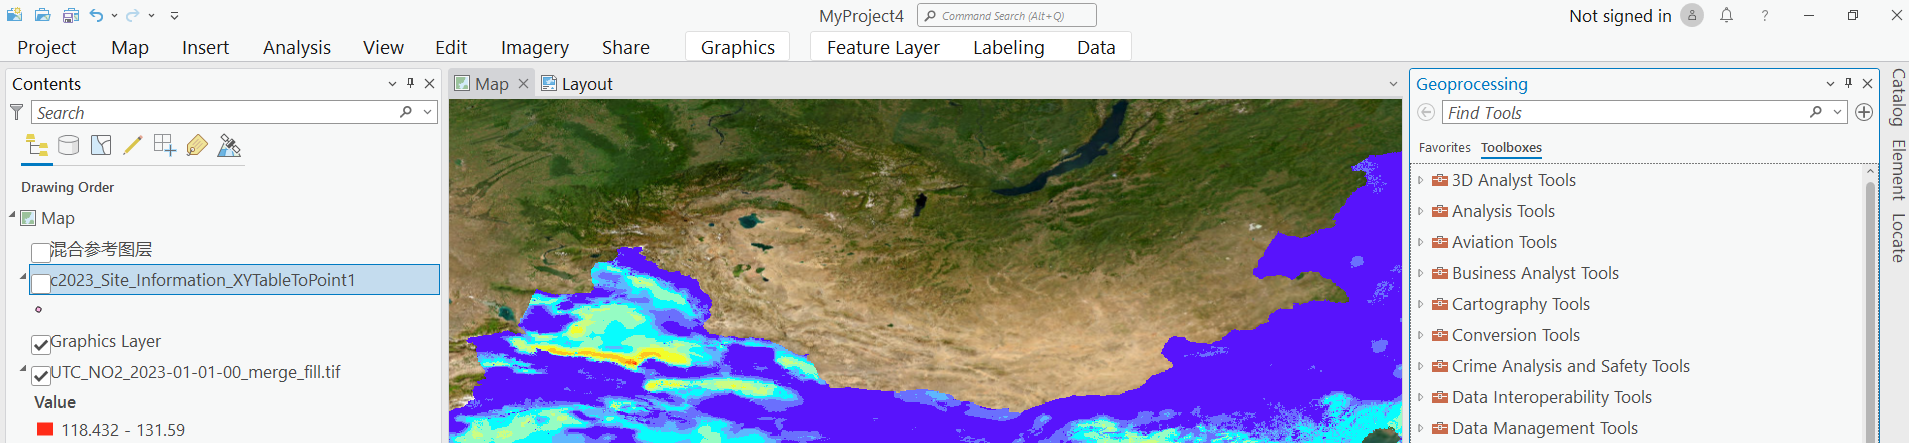 MyProject4
Command Search (Alt+Q)
Not signed in
?
Project
Map
Insert
Analysis
View
Edit
Imagery
Share
Graphics
Feature Layer
Labeling
Data
Contents
Search
Drawing Order
Map
混合参考图层
c2023_Site_Information_XYTableToPoint1
Graphics Layer
UTC_NO2_2023-01-01-00_merge_fill.tif
Value
118.432 - 131.59
Map
Layout
Geoprocessing
Find Tools
Favorites
Toolboxes
3D Analyst Tools
Analysis Tools
Aviation Tools
Business Analyst Tools
Cartography Tools
Conversion Tools
Crime Analysis and Safety Tools
Data Interoperability Tools
Data Management Tools
Catalog
Element
Locate